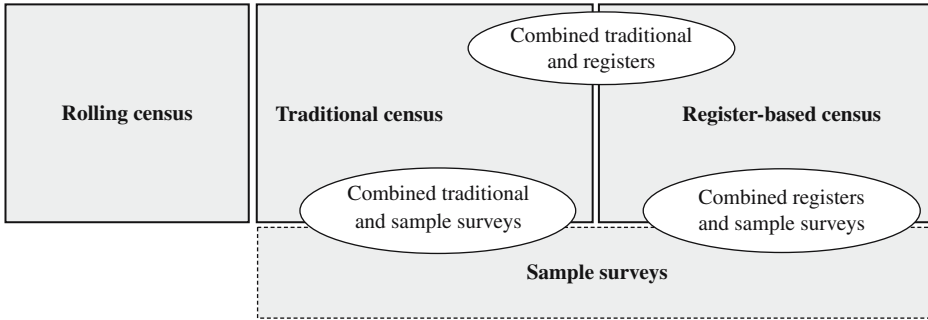 Combined traditional
and registers
Rolling census
Traditional census
Register-based census
Combined traditional
and sample surveys
Combined registers
and sample surveys
Sample surveys